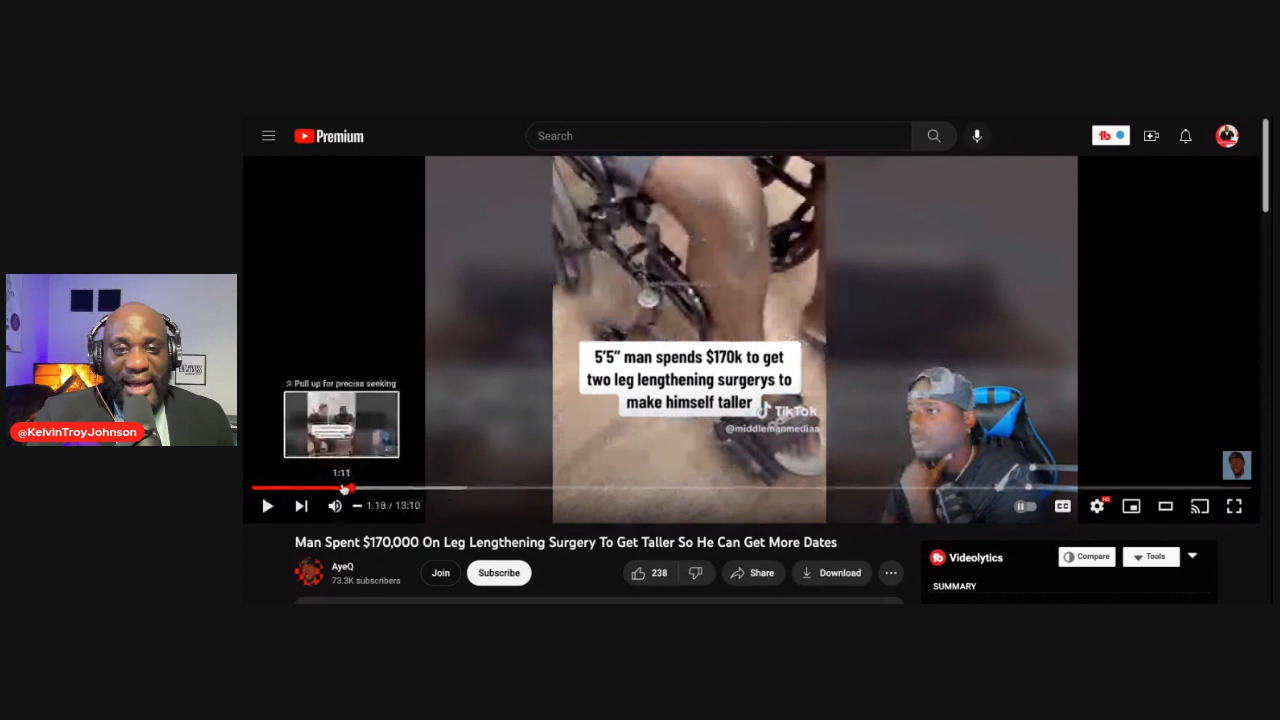 Premium
Search
5'5" man spends $170k to get
two leg lengthening surgerys to
make himself taller
TikTok
@middlemanmediaa
Pull up for precise seeking
@KelvinTroyJohnson
1:11
1:18 / 13:10
CC
HD
Man Spent $170,000 On Leg Lengthening Surgery To Get Taller So He Can Get More Dates
AyeQ
73.3K subscribers
Join
Subscribe
238
Share
Download
tb
Videolytics
Compare
Tools
SUMMARY